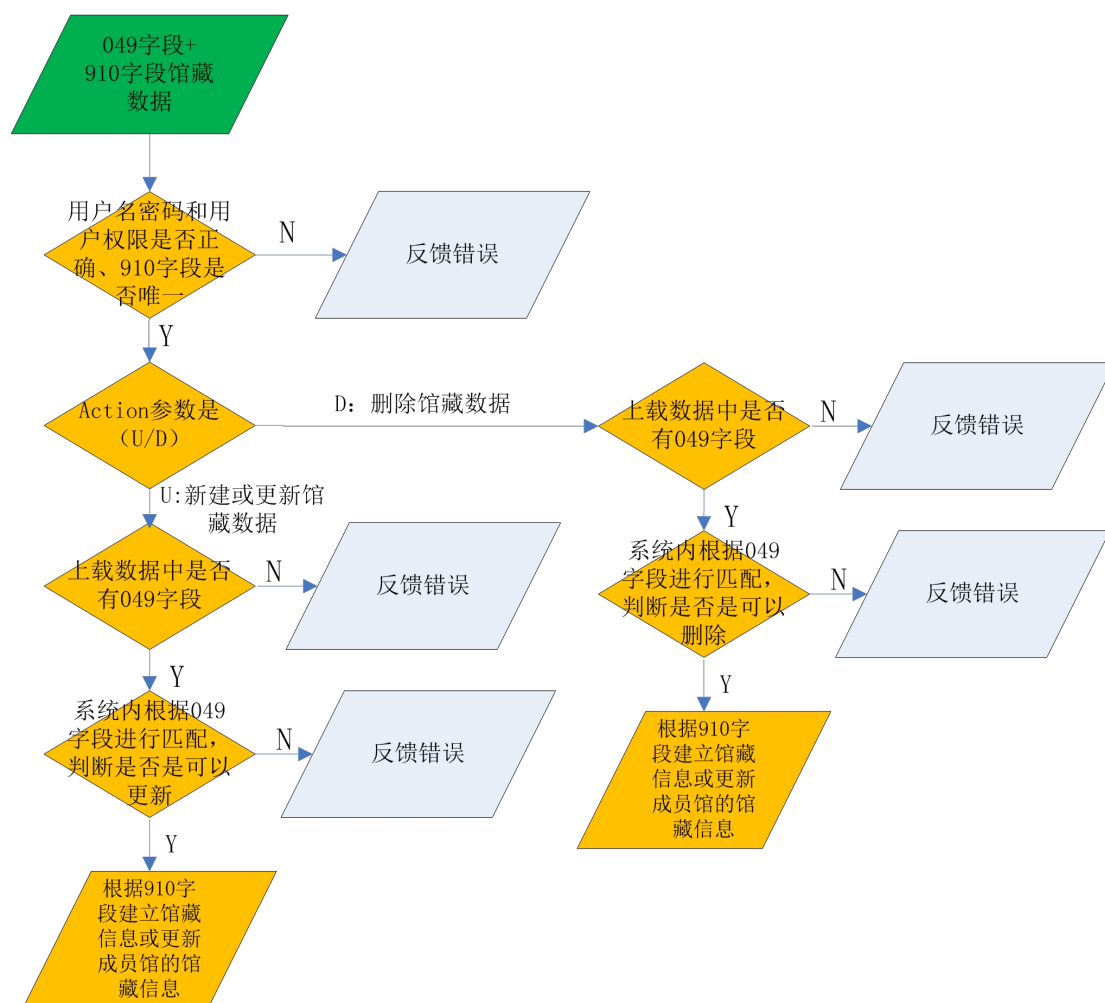 049字段+
910字段馆藏
数据
用户名密码和用
户权限是否正
确、910字段是
否唯一
N
反馈错误
Y
Action参数是
（U/D）
D: 删除馆藏数据
上载数据中是否
有049字段
N
反馈错误
U:新建或更新馆
藏数据
Y
上载数据中是否
有049字段
N
反馈错误
系统内根据049
字段进行匹配，
判断是否是可以
删除
N
反馈错误
Y
Y
系统内根据049
字段进行匹配，
判断是否是可以
更新
N
反馈错误
根据910字
段建立馆藏
信息或更新
成员馆的馆
藏信息
Y
根据910字
段建立馆藏
信息或更新
成员馆的馆
藏信息